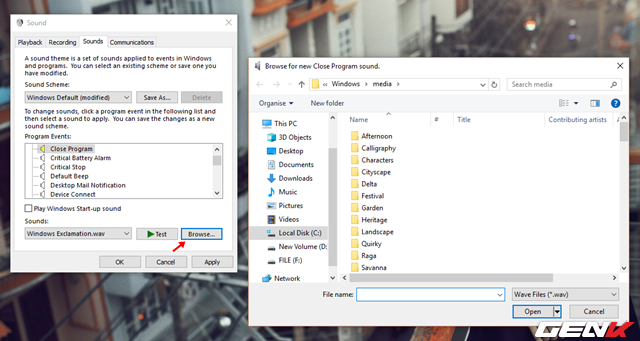 Sound
Playback
Recording
Sounds
Communications
A sound theme is a set of sounds applied to events in Windows
and programs. You can select an existing scheme or save one you
have modified.
Sound Scheme:
Windows Default (modified)
Save As...
Delete
To change sounds, click a program event in the following list and
then select a sound to apply. You can save the changes as a new
sound scheme.
Program Events:
Close Program
Critical Battery Alarm
Critical Stop
Default Beep
Desktop Mail Notification
Device Connect
Play Windows Start-up sound
Sounds:
Windows Exclamation.wav
Test
Browse...
OK
Cancel
Apply
Browse for new Close Program sound.
« Windows › media ›
Search media
Organise
New folder
This PC
3D Objects
Desktop
Documents
Downloads
Music
Pictures
Videos
Local Disk (C:)
New Volume (D:
FILE (F:)
Network
Name
#
Title
Contributing artists
Afternoon
Calligraphy
Characters
Cityscape
Delta
Festival
Garden
Heritage
Landscape
Quirky
Raga
Savanna
File name:
Wave Files (*.wav)
Open
Cancel
GENK